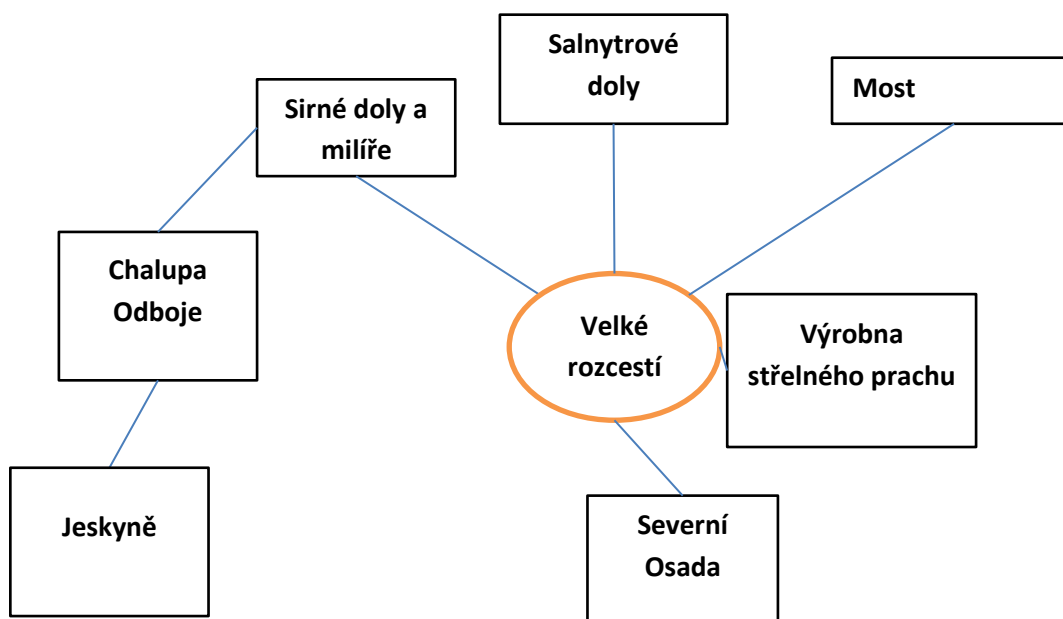 Salnytrové
doly
Most
Sirné doly a
milíře
Chalupa
Odboje
Velké
rozcestí
Výrobna
střelného prachu
Jeskyně
Severní
Osada